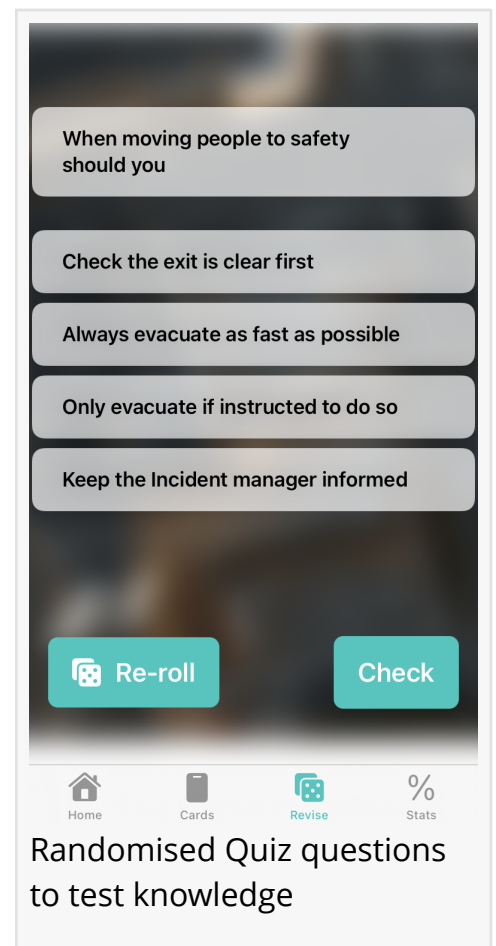 When moving people to safety
should you
Check the exit is clear first
Always evacuate as fast as possible
Only evacuate if instructed to do so
Keep the Incident manager informed
Re-roll
Check
Home
Cards
Revise
%
Stats
Randomised Quiz questions
to test knowledge